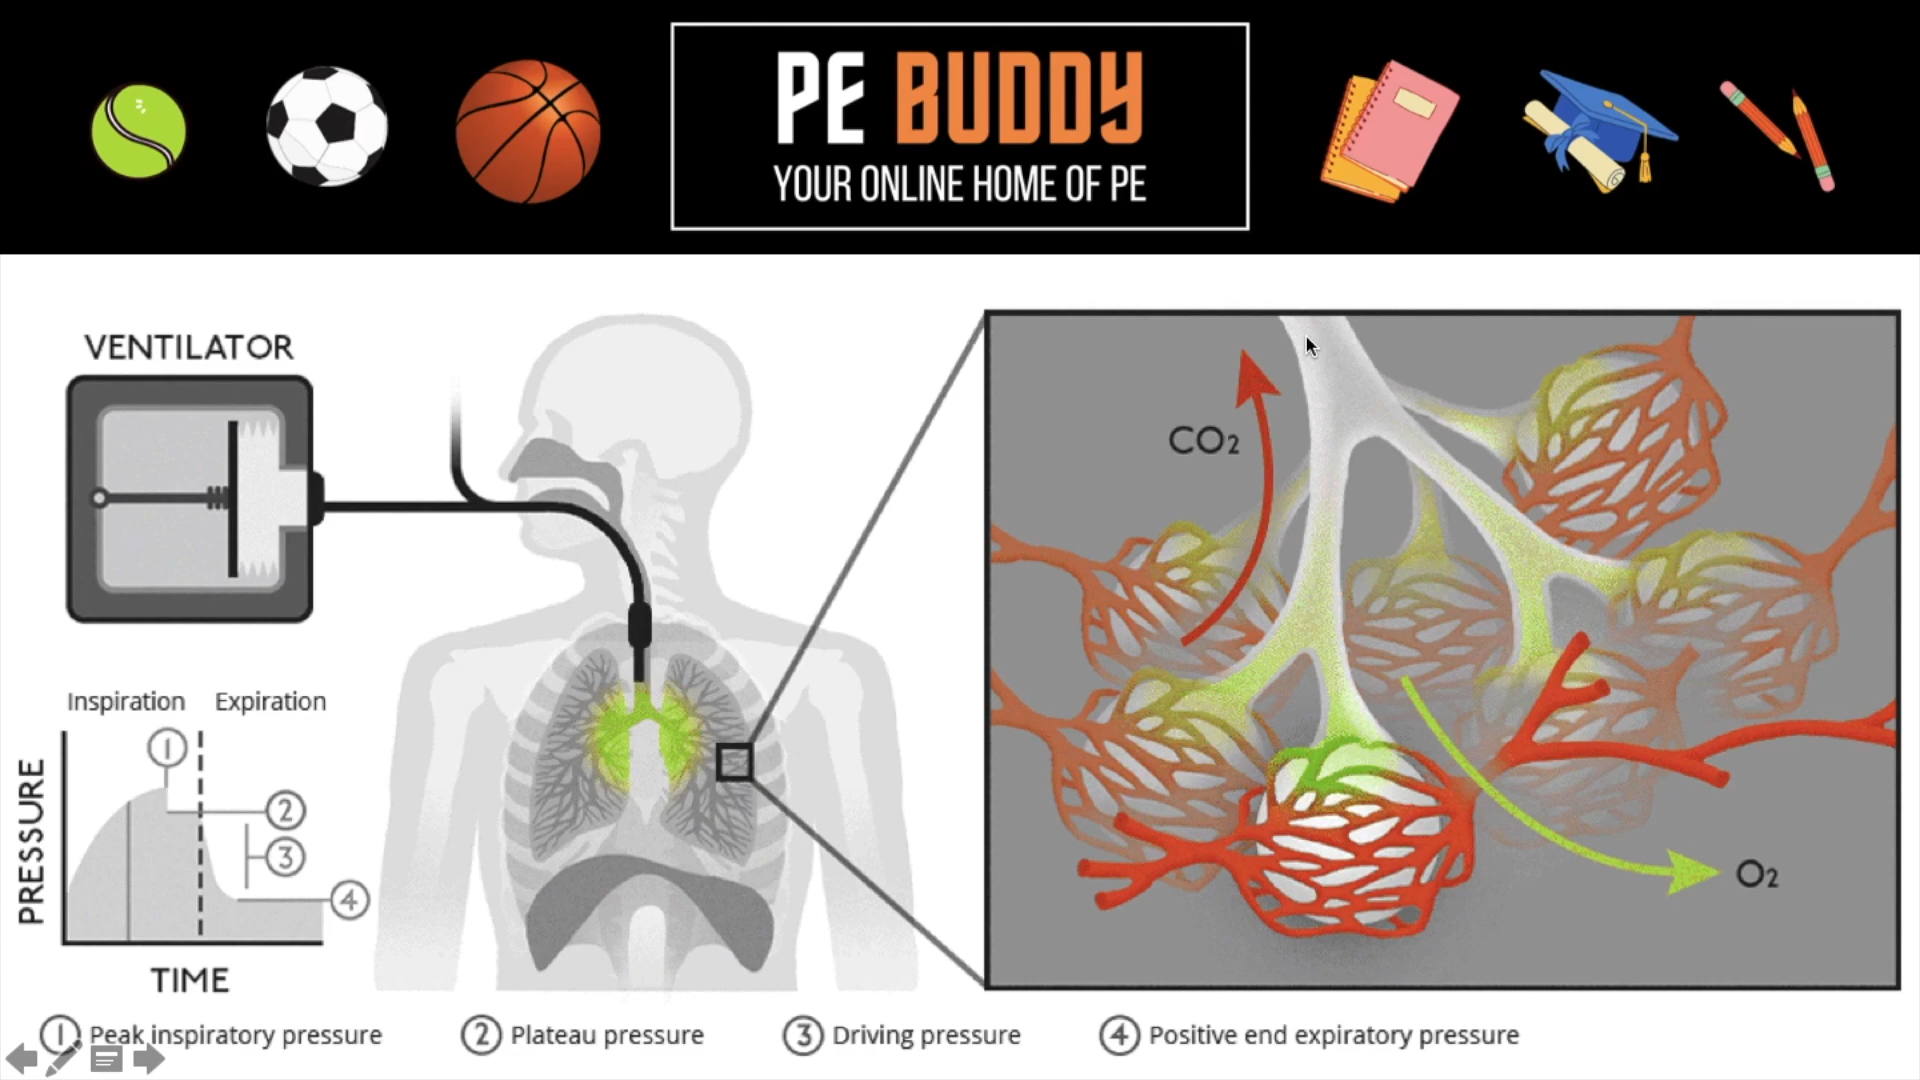 PE BUDDY
YOUR ONLINE HOME OF PE
VENTILATOR
CO₂
O₂
Inspiration Expiration
PRESSURE
1
2
3
4
TIME
1 Peak inspiratory pressure 2 Plateau pressure 3 Driving pressure 4 Positive end expiratory pressure